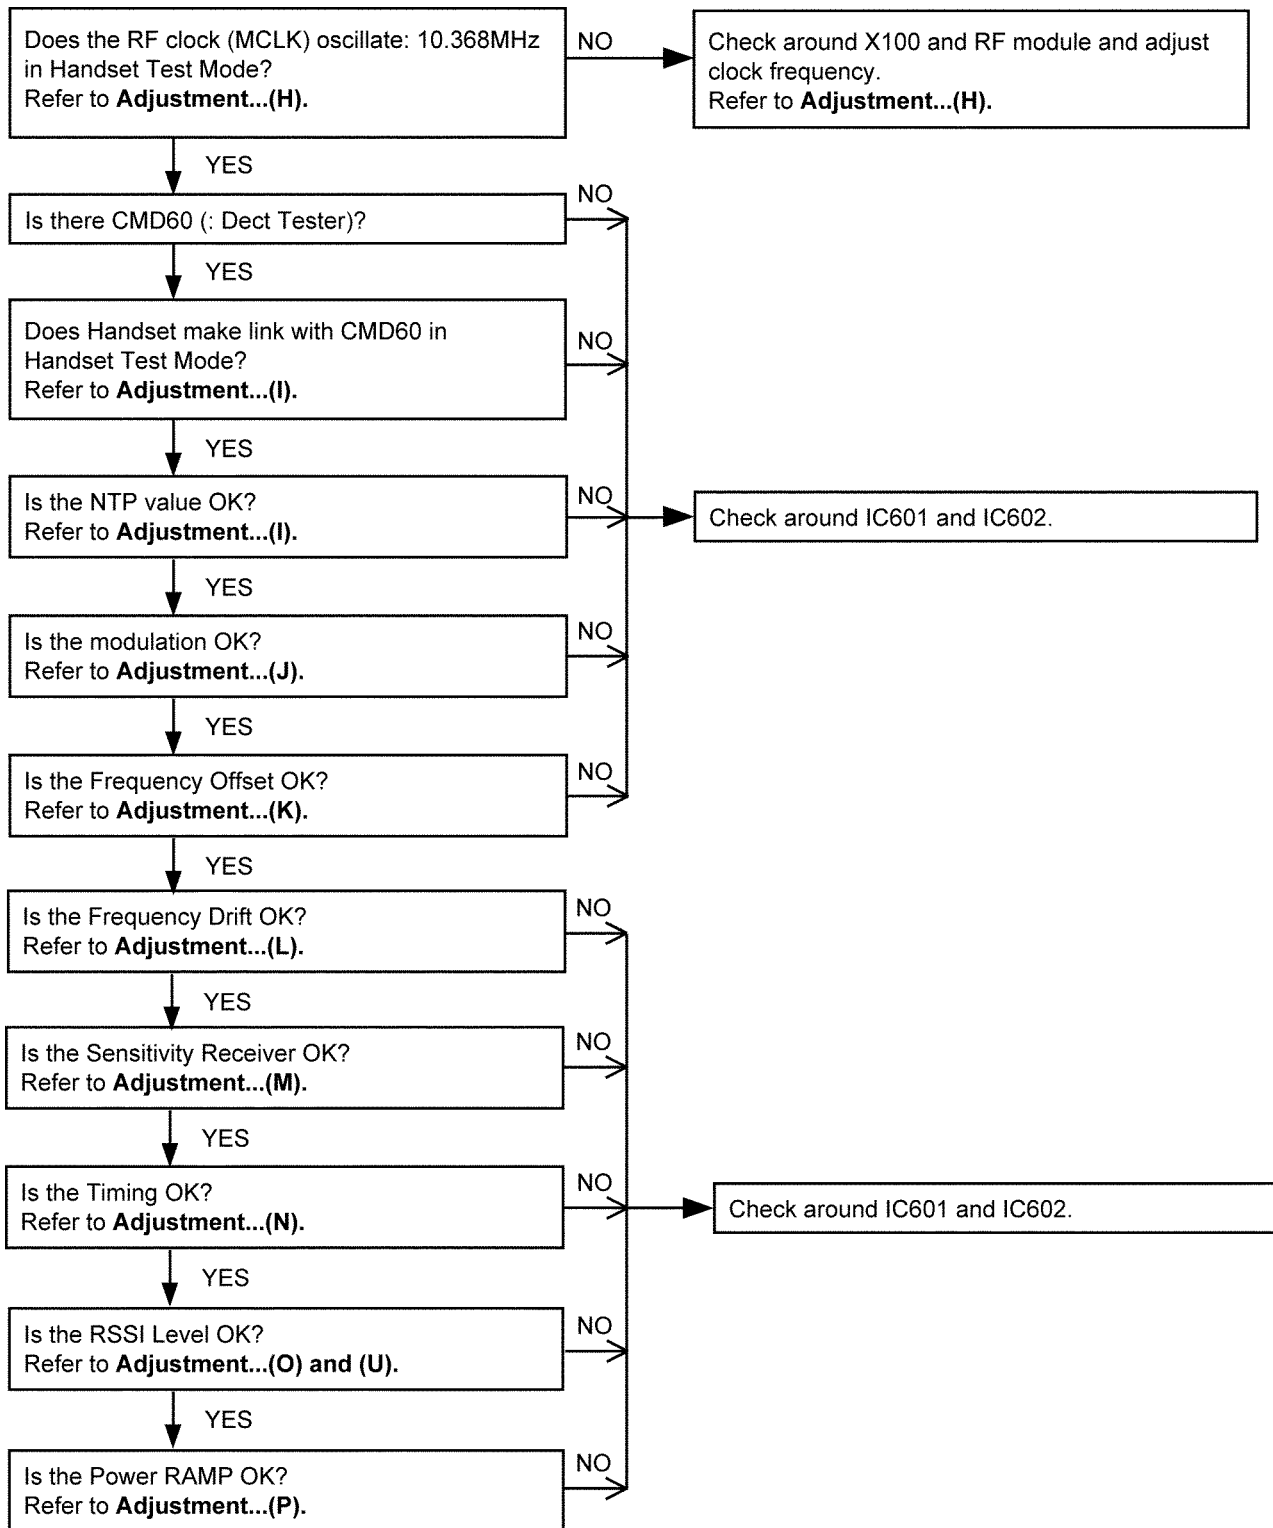 Does the RF clock (MCLK) oscillate: 10.368MHz
in Handset Test Mode?
Refer to Adjustment...(H).
NO
Check around X100 and RF module and adjust
clock frequency.
Refer to Adjustment...(H).
YES
Is there CMD60 (: Dect Tester)?
NO
YES
Does Handset make link with CMD60 in
Handset Test Mode?
Refer to Adjustment...(I).
NO
YES
Is the NTP value OK?
Refer to Adjustment...(I).
NO
Check around IC601 and IC602.
YES
Is the modulation OK?
Refer to Adjustment...(J).
NO
YES
Is the Frequency Offset OK?
Refer to Adjustment...(K).
NO
YES
Is the Frequency Drift OK?
Refer to Adjustment...(L).
NO
YES
Is the Sensitivity Receiver OK?
Refer to Adjustment...(M).
NO
YES
Is the Timing OK?
Refer to Adjustment...(N).
NO
Check around IC601 and IC602.
YES
Is the RSSI Level OK?
Refer to Adjustment...(O) and (U).
NO
YES
Is the Power RAMP OK?
Refer to Adjustment...(P).
NO